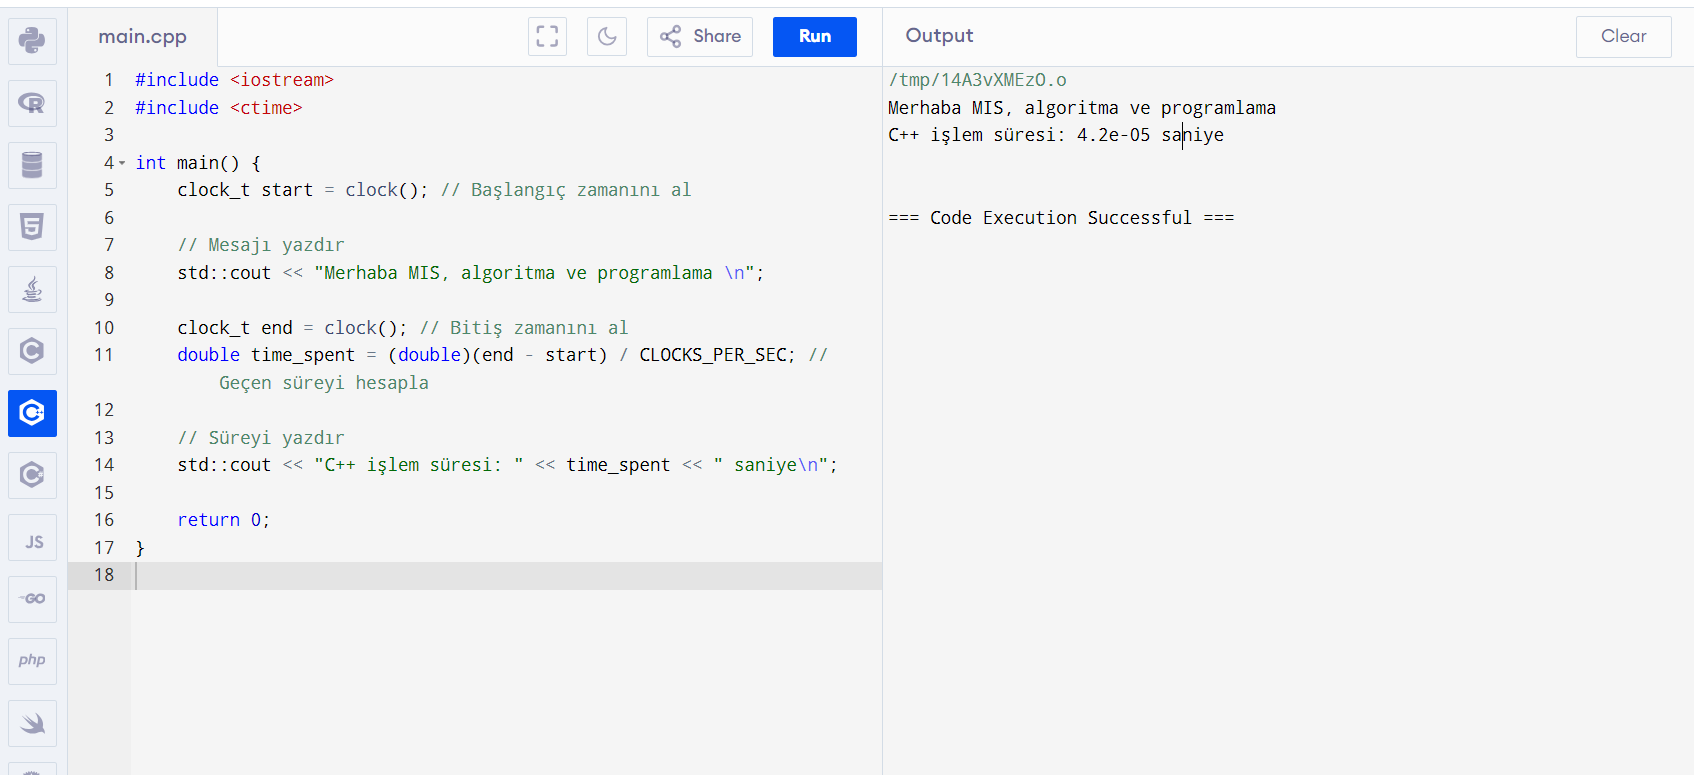 main.cpp
Share
Run
Output
Clear
1 #include <iostream>
2 #include <ctime>
3
4 int main() {
5 clock_t start = clock(); // Başlangıç zamanını al
6
7 // Mesajı yazdır
8 std::cout << "Merhaba MIS, algoritma ve programlama \n";
9
10 clock_t end = clock(); // Bitiş zamanını al
11 double time_spent = (double)(end - start) / CLOCKS_PER_SEC; //
Geçen süreyi hesapla
12
13 // Süreyi yazdır
14 std::cout << "C++ işlem süresi: " << time_spent << " saniye\n";
15
16 return 0;
17 }
18
/tmp/14A3vXMEzO.o
Merhaba MIS, algoritma ve programlama
C++ işlem süresi: 4.2e-05 saniye
=== Code Execution Successful ===
R
5
C
C+
C#
JS
GO
php